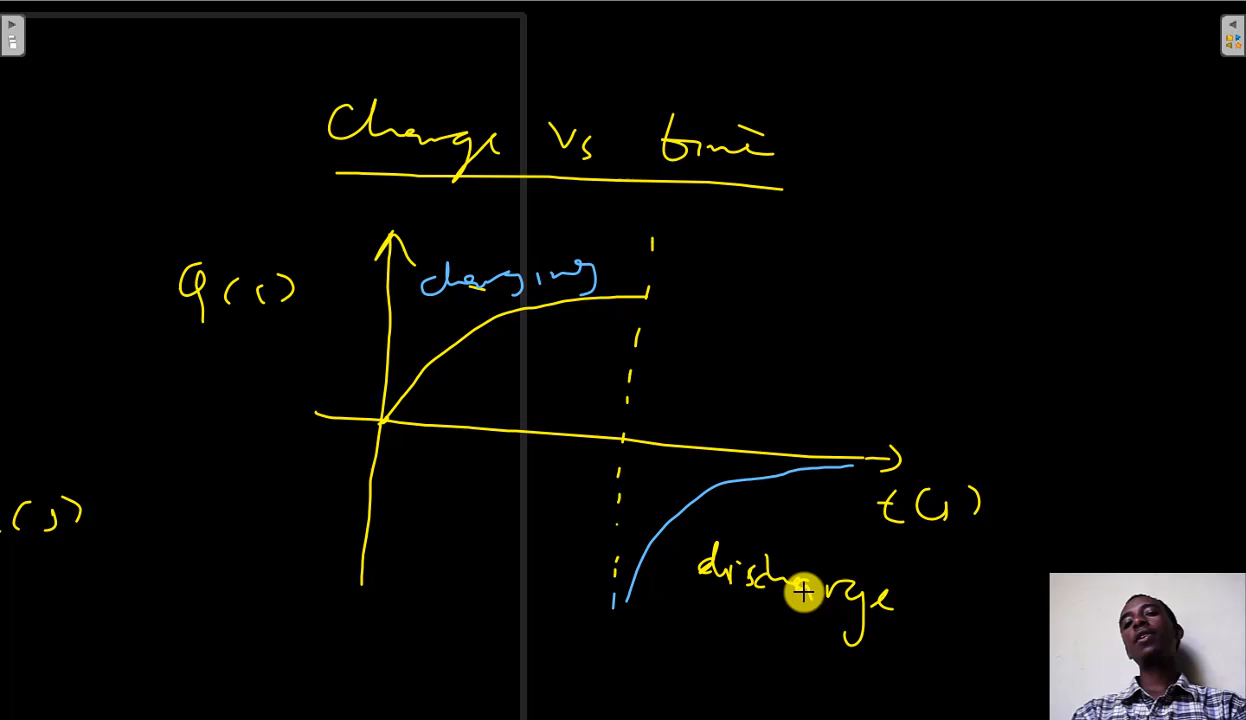 Charge vs time
Q(C)
charging
t(s)
(s)
discharge